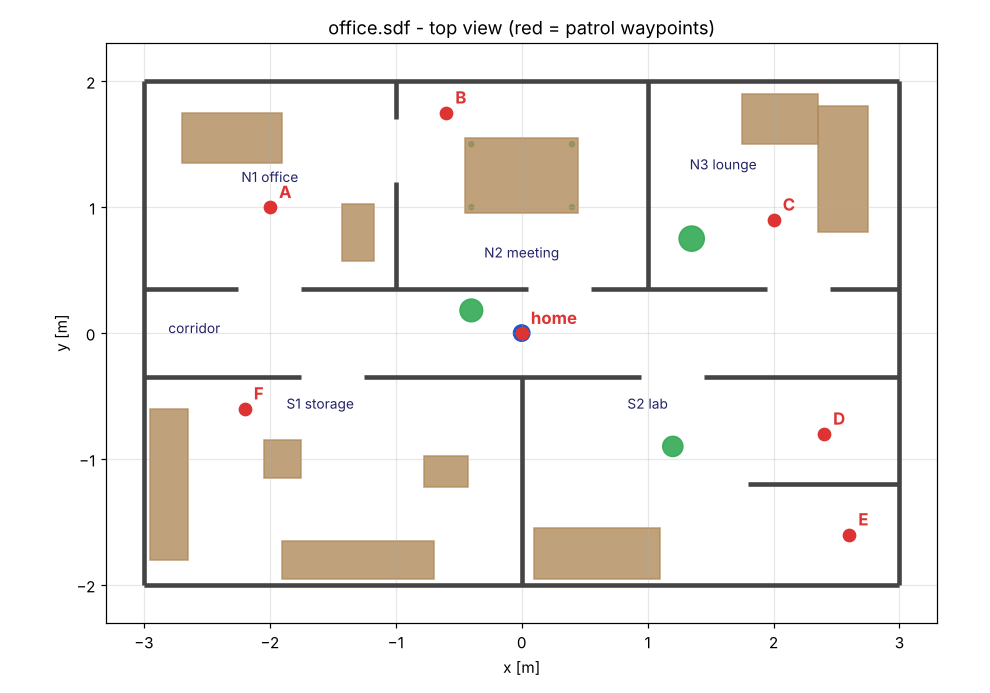 office.sdf - top view (red = patrol waypoints)
y [m]
2
1
0
−1
−2
B
N1 office
A
N3 lounge
C
N2 meeting
home
corridor
F
S1 storage
S2 lab
D
E
−3
−2
−1
0
1
2
3
x [m]